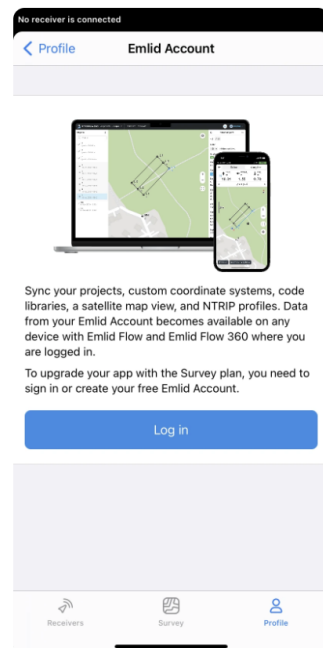 No receiver is connected
Profile
Emlid Account
Sync your projects, custom coordinate systems, code
libraries, a satellite map view, and NTRIP profiles. Data
from your Emlid Account becomes available on any
device with Emlid Flow and Emlid Flow 360 where you
are logged in.
To upgrade your app with the Survey plan, you need to
sign in or create your free Emlid Account.
Log in
Receivers
Survey
Profile